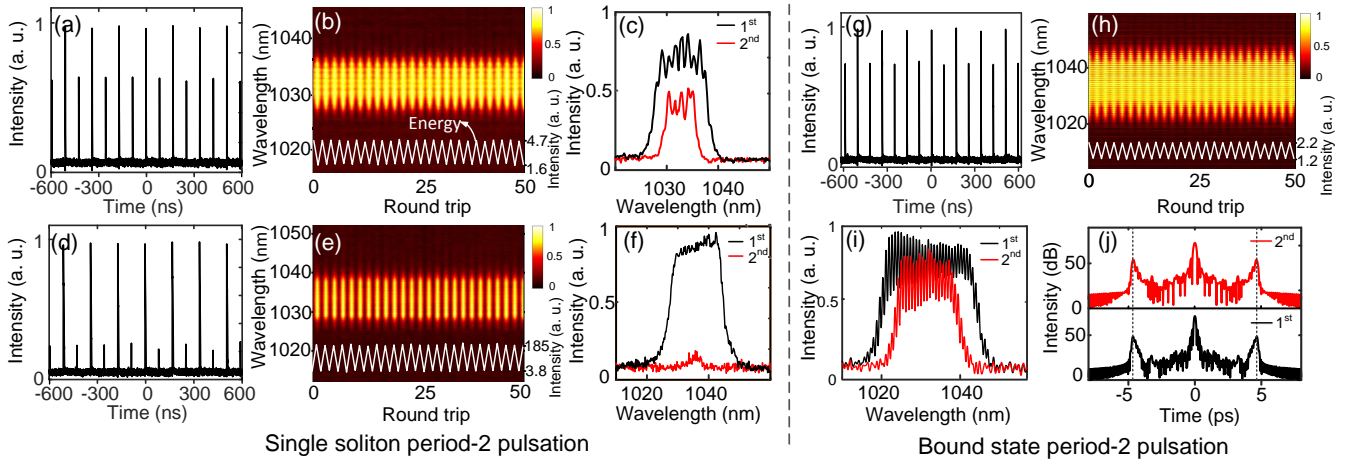 (a)
Intensity (a. u.)
1
0
-600 -300 0 300 600
Time (ns)
(b)
Wavelength (nm)
1040
1030
1020
Energy
1
0.5
0
4.7
1.6
Intensity (a. u.)
0 25 50
Round trip
(c)
1st
2nd
Intensity (a. u.)
1
0.5
0
1030 1040
Wavelength (nm)
(g)
Intensity (a. u.)
1
0
-600 -300 0 300 600
Time (ns)
(h)
Wavelength (nm)
1040
1020
1
0.5
0
2.2
1.2
Intensity (a. u.)
0 25 50
Round trip
(d)
Intensity (a. u.)
1
0
-600 -300 0 300 600
Time (ns)
(e)
Wavelength (nm)
1050
1040
1030
1020
1
0.5
0
185
3.8
Intensity (a. u.)
0 25 50
Round trip
(f)
1st
2nd
Intensity (a. u.)
1
0.5
0
1020 1040
Wavelength (nm)
(i)
1st
2nd
Intensity (a. u.)
1
0.5
0
1020 1040
Wavelength (nm)
(j)
2nd
1st
Intensity (dB)
50
0
50
0
-5 0 5
Time (ps)
Single soliton period-2 pulsation
Bound state period-2 pulsation